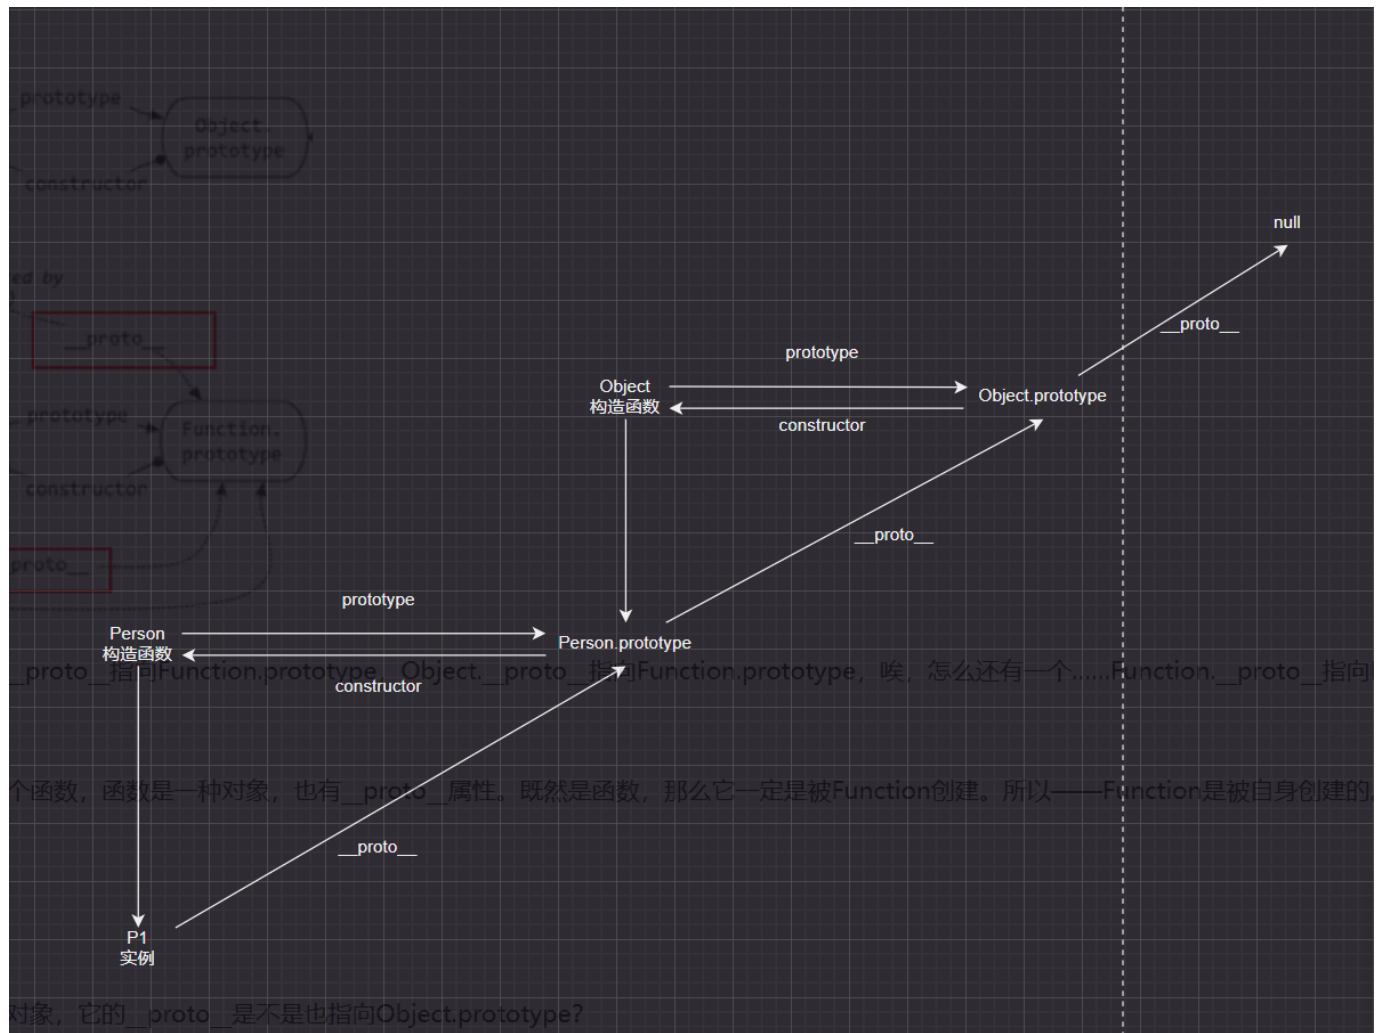 prototype
Object.
prototype
constructor
null
ed by
__proto__
__proto__
prototype
Object
构造函数
Object.prototype
constructor
prototype
Function.
prototype
constructor
__proto__
proto__
prototype
Person
构造函数
Person.prototype
__proto__指向Function.prototype，Object.__proto__指向Function.prototype，唉，怎么还有一个……Function.__proto__指向
constructor
个函数，函数是一种对象，也有__proto__属性。既然是函数，那么它一定是被Function创建。所以——Function是被自身创建的。
__proto__
P1
实例
对象，它的__proto__是不是也指向Object.prototype？